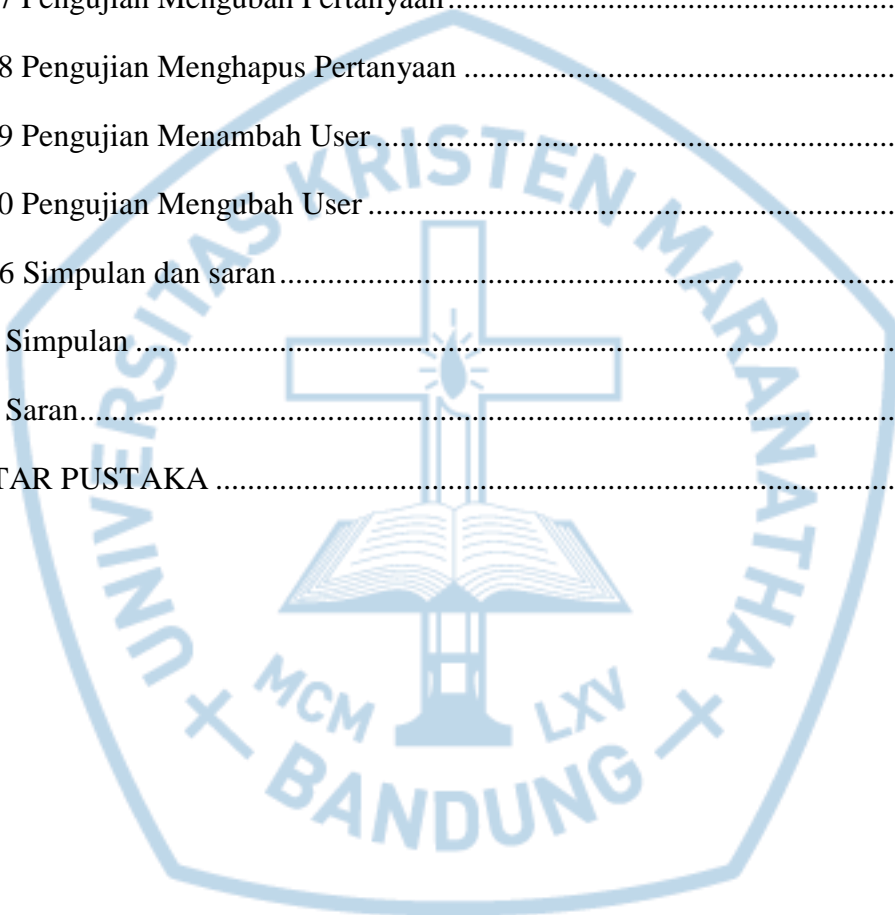 7 Pengujian Mengubah Pertanyaan
8 Pengujian Menghapus Pertanyaan
9 Pengujian Menambah User
0 Pengujian Mengubah User
6 Simpulan dan saran
Simpulan
Saran
TAR PUSTAKA
UNIVERSITAS KRISTEN MARANATHA
MCM LXV
BANDUNG